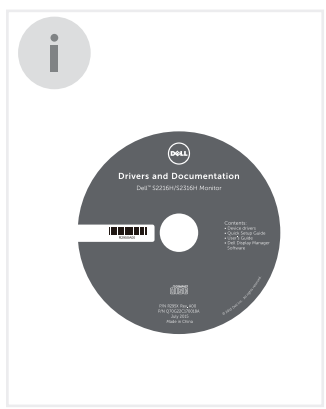 i
DELL
Drivers and Documentation
Dell™ S2216H/S2316H Monitor
Contents:
• Device drivers
• Quick Setup Guide
• User's Guide
• Dell Display Manager
Software
July 2015
Made in China